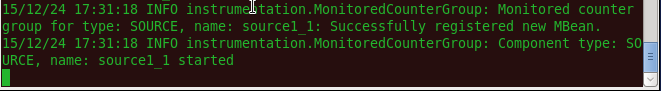 15/12/24 17:31:18 INFO instrumentation.MonitoredCounterGroup: Monitored counter
group for type: SOURCE, name: source1_1: Successfully registered new MBean.
15/12/24 17:31:18 INFO instrumentation.MonitoredCounterGroup: Component type: SO
URCE, name: source1_1 started